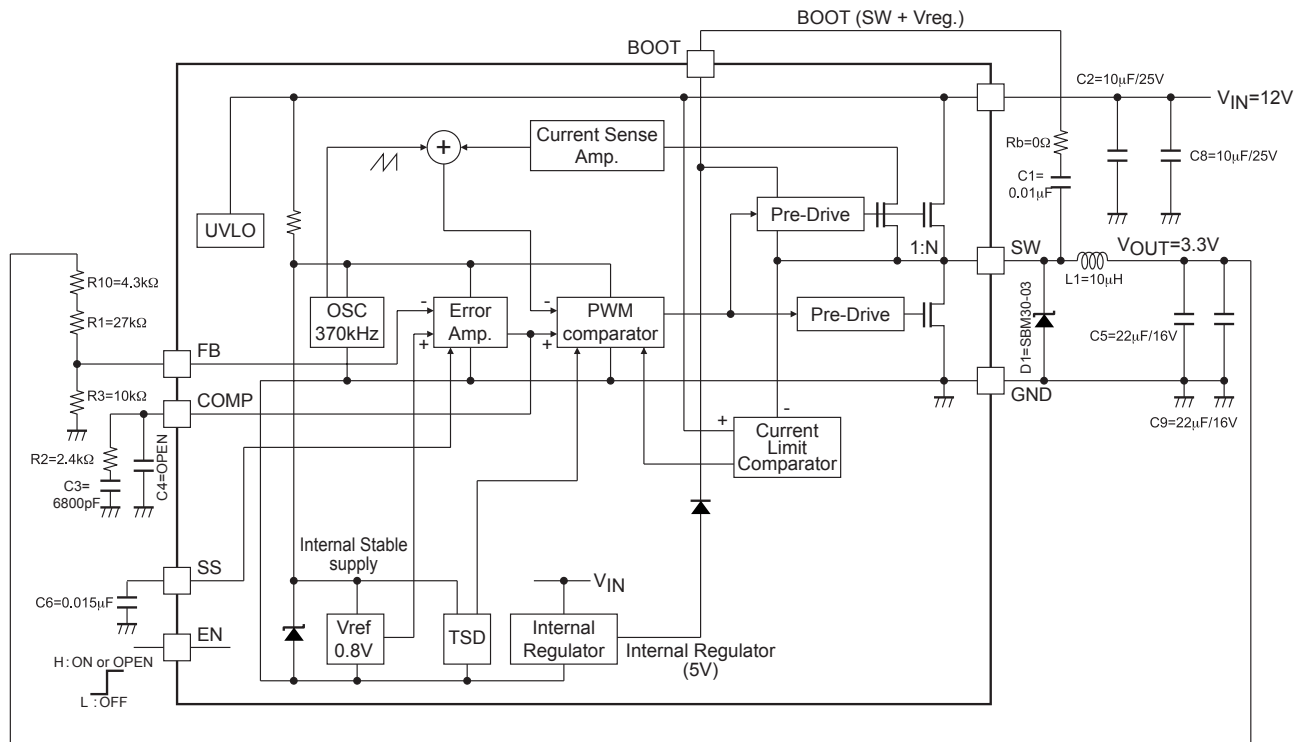 BOOT (SW + Vreg.)
BOOT
C2=10μF/25V
VIN=12V
Rb=0Ω
C8=10μF/25V
C1=
0.01μF
Current Sense
Amp.
+
UVLO
Pre-Drive
1:N
SW
VOUT=3.3V
L1=10μH
R10=4.3kΩ
R1=27kΩ
OSC
370kHz
-
Error
Amp.
+
-
PWM
comparator
+
Pre-Drive
D1=SBM30-03
C5=22μF/16V
FB
R3=10kΩ
COMP
GND
C9=22μF/16V
R2=2.4kΩ
C3=
6800pF
C4=OPEN
+
-
Current
Limit
Comparator
SS
C6=0.015μF
Internal Stable
supply
VIN
EN
H : ON or OPEN
L : OFF
Vref
0.8V
TSD
Internal
Regulator
Internal Regulator
(5V)